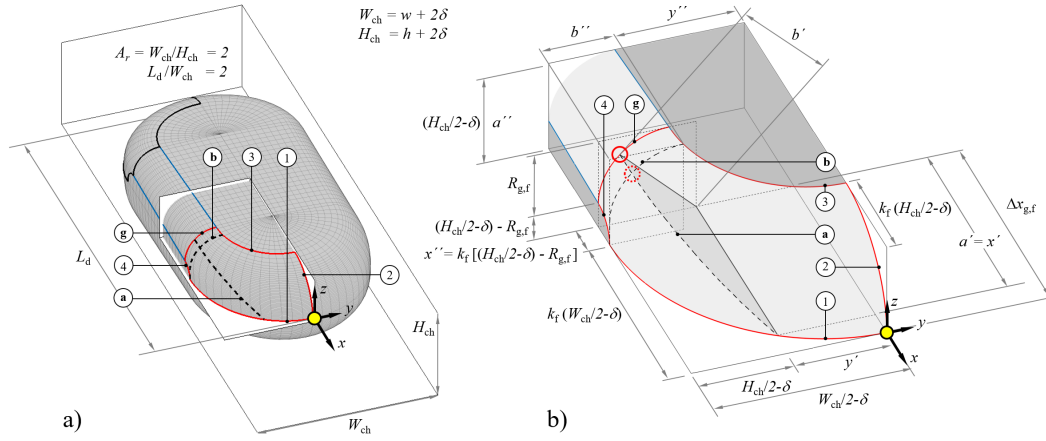 W_ch = w + 2δ
H_ch = h + 2δ
A_r = W_ch/H_ch = 2
L_d/W_ch = 2
b
3
1
g
4
a
2
L_d
z
y
x
H_ch
W_ch
a)
b´´
y´´
b´
4
g
(H_ch/2-δ)
a´´
b
R_g,f
3
k_f (H_ch/2-δ)
Δx_g,f
(H_ch/2-δ) - R_g,f
a
a´ = x´
x´´= k_f [(H_ch/2-δ) - R_g,f]
2
1
k_f (W_ch/2-δ)
z
y
x
H_ch/2-δ
y´
W_ch/2-δ
b)